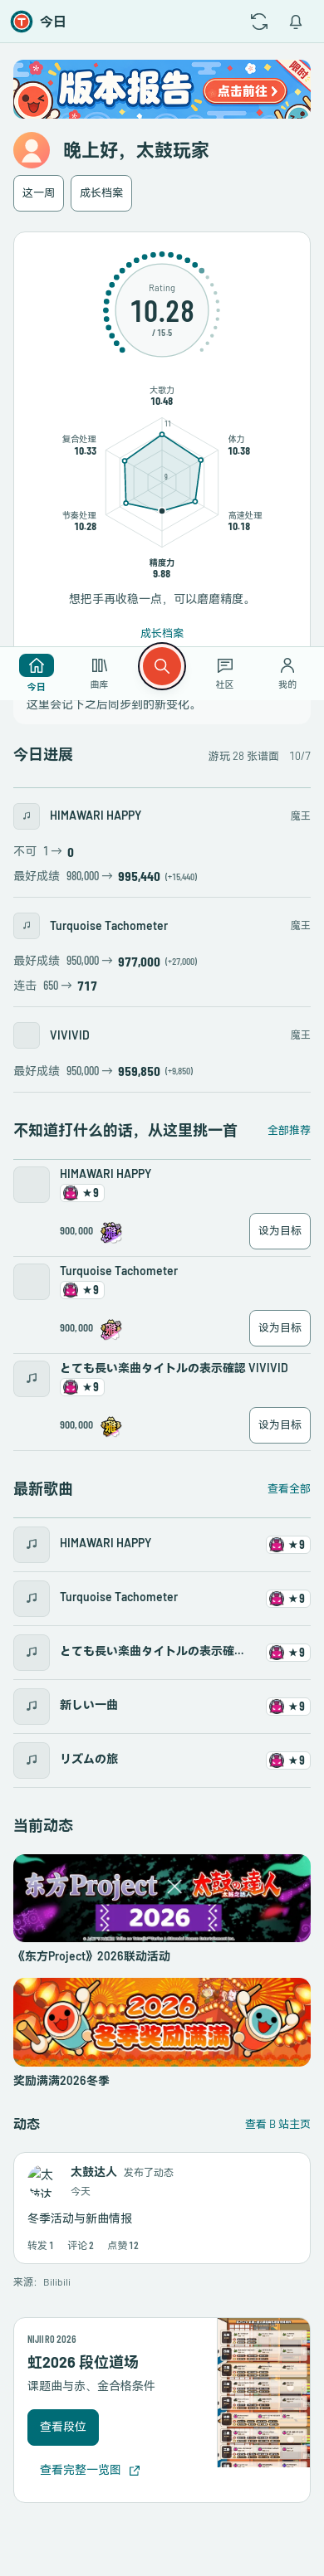 今日
版本报告
点击前往
限时
晚上好，太鼓玩家
这一周
成长档案
Rating
10.28
/ 15.5
大歌力
10.48
11
9
复合处理
10.33
体力
10.38
节奏处理
10.28
高速处理
10.18
精度力
9.88
想把手再收稳一点，可以磨磨精度。
成长档案
今日
曲库
社区
我的
这里会记下之后同步到的新变化。
今日进展
游玩 28 张谱面 10/7
HIMAWARI HAPPY
魔王
不可 1 → 0
最好成绩 980,000 → 995,440 (+15,440)
Turquoise Tachometer
魔王
最好成绩 950,000 → 977,000 (+27,000)
连击 650 → 717
VIVIVID
魔王
最好成绩 950,000 → 959,850 (+9,850)
不知道打什么的话，从这里挑一首
全部推荐
HIMAWARI HAPPY
★9
900,000
设为目标
Turquoise Tachometer
★9
900,000
设为目标
とても長い楽曲タイトルの表示確認 VIVIVID
★9
900,000
设为目标
最新歌曲
查看全部
HIMAWARI HAPPY
★9
Turquoise Tachometer
★9
とても長い楽曲タイトルの表示確...
★9
新しい一曲
★9
リズムの旅
★9
当前动态
东方Project
太鼓の達人
2026
《东方Project》2026联动活动
2026
冬季奖励满满
奖励满满2026冬季
动态
查看 B 站主页
太鼓达人 发布了动态
今天
冬季活动与新曲情报
转发 1 评论 2 点赞 12
来源：Bilibili
NIJIIRO 2026
虹2026 段位道场
课题曲与赤、金合格条件
查看段位
查看完整一览图